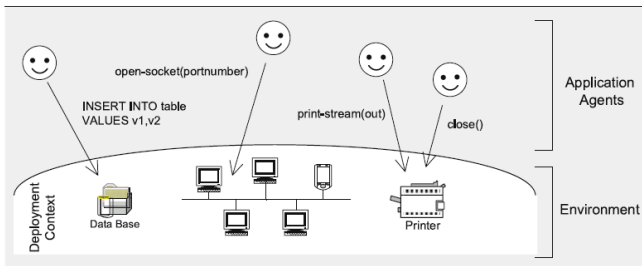 open-socket(portnumber)
INSERT INTO table
VALUES v1,v2
print-stream(out)
close()
Application
Agents
Deployment
Context
Data Base
Printer
Environment